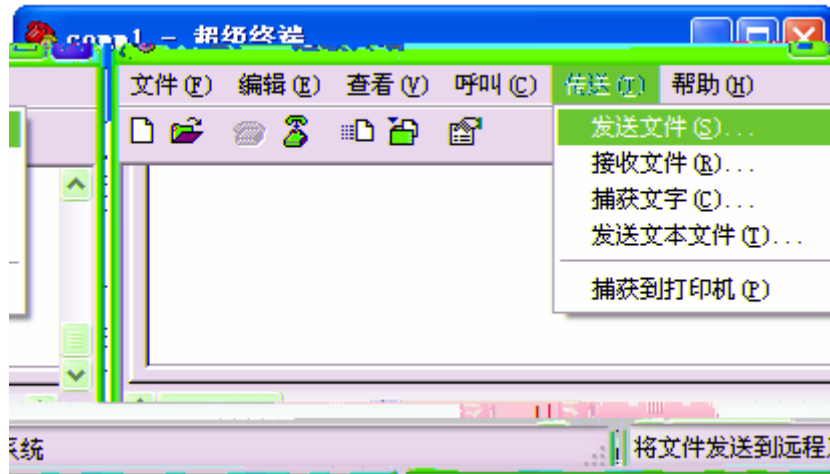 comm1 - 超级终端
文件(F) 编辑(E) 查看(V) 呼叫(C) 传送(T) 帮助(H)
发送文件(S)...
接收文件(R)...
捕获文字(C)...
发送文本文件(T)...
捕获到打印机(P)
统
将文件发送到远程